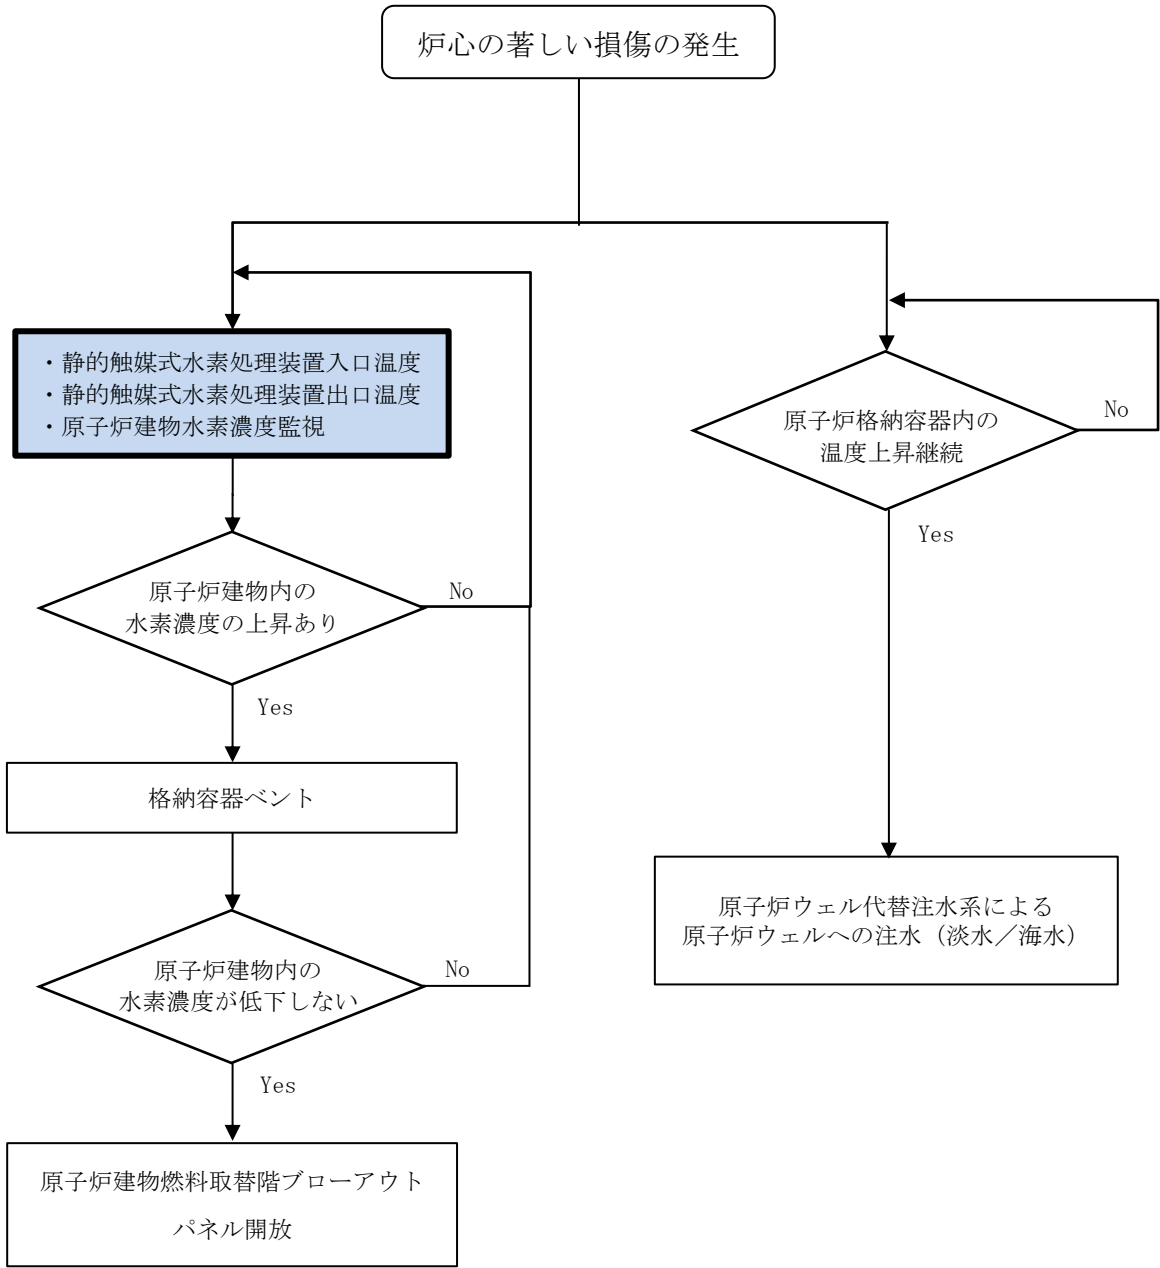 炉心の著しい損傷の発生
・静的触媒式水素処理装置入口温度
・静的触媒式水素処理装置出口温度
・原子炉建物水素濃度監視
原子炉建物内の
水素濃度の上昇あり
No
Yes
格納容器ベント
原子炉建物内の
水素濃度が低下しない
No
Yes
原子炉建物燃料取替階ブローアウト
パネル開放
原子炉格納容器内の
温度上昇継続
No
Yes
原子炉ウェル代替注水系による
原子炉ウェルへの注水（淡水／海水）